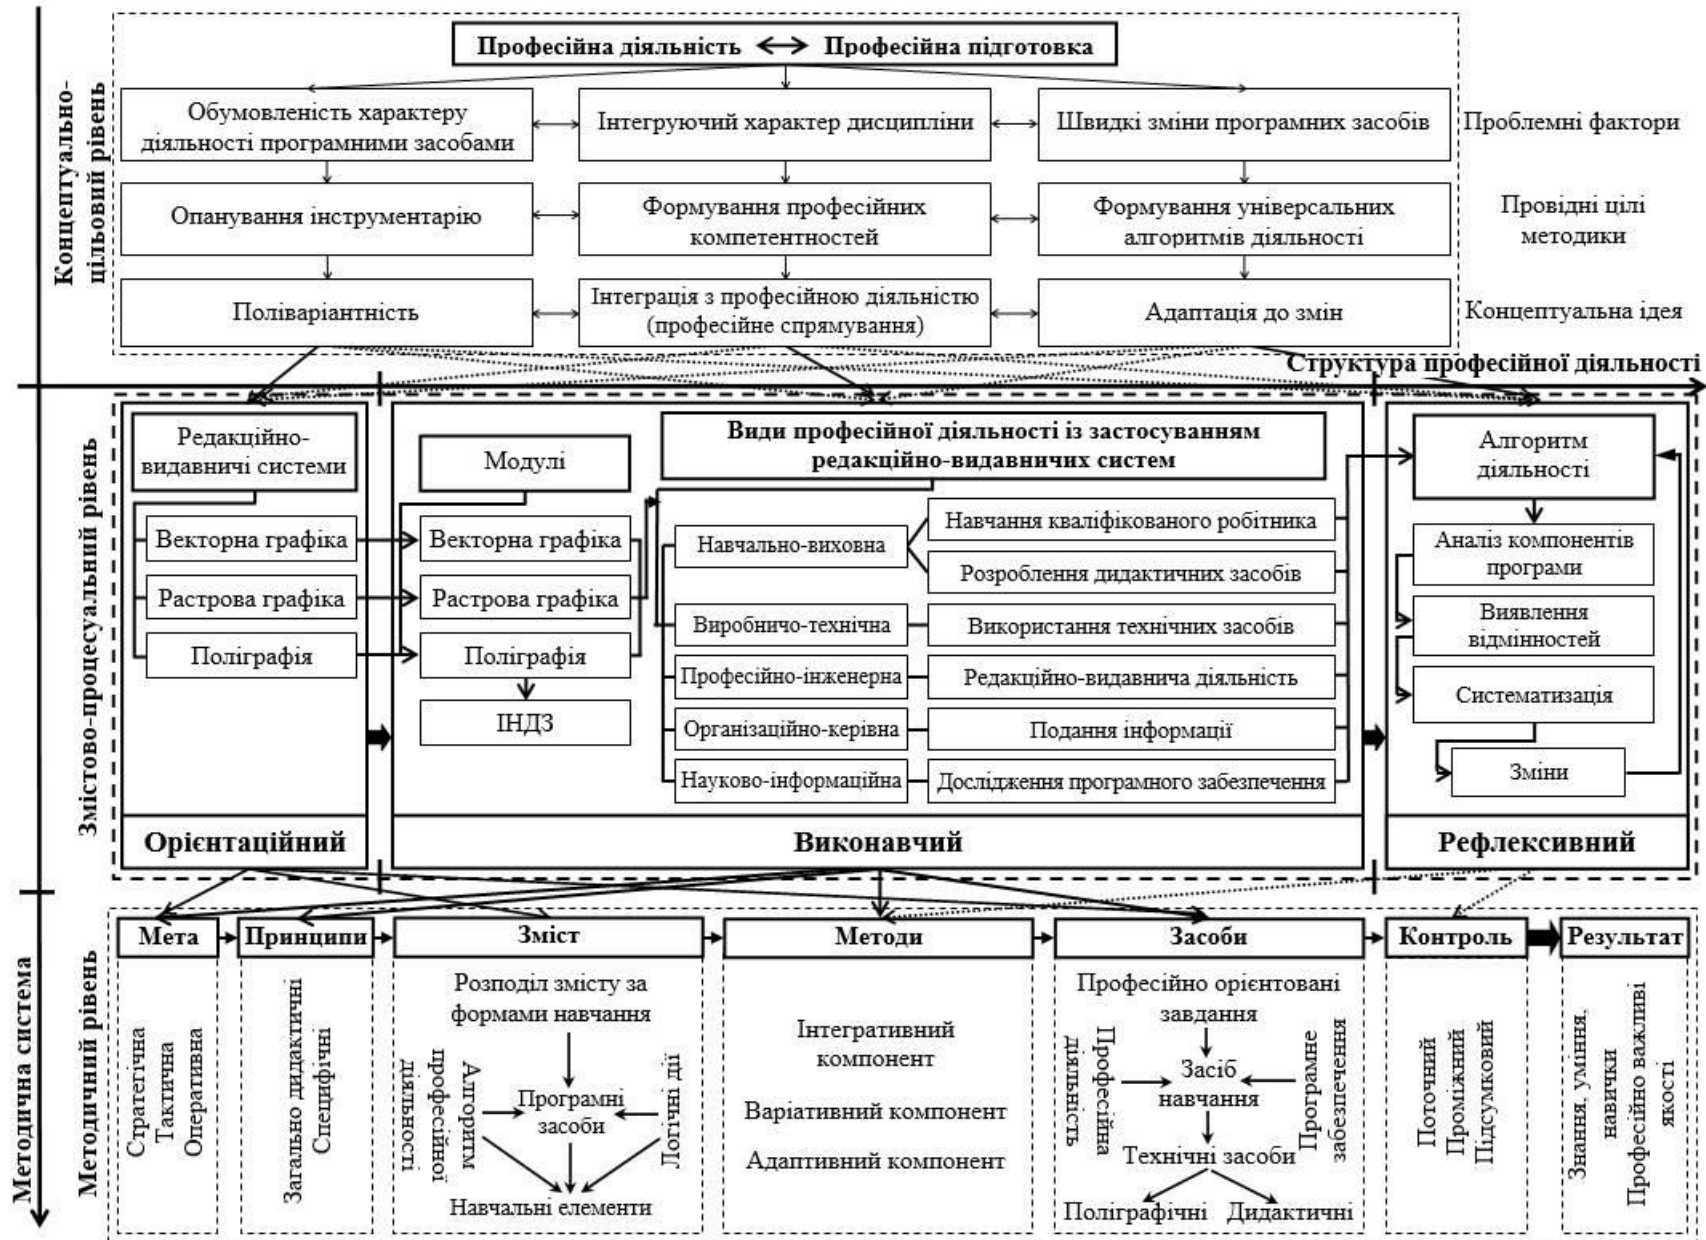 Професійна діяльність ⟷ Професійна підготовка
Концептуально-
цільовий рівень
Обумовленість характеру
діяльності програмними засобами
Інтегруючий характер дисципліни
Швидкі зміни програмних засобів
Проблемні фактори
Опанування інструментарію
Формування професійних
компетентностей
Формування універсальних
алгоритмів діяльності
Провідні цілі
методики
Поліваріантність
Інтеграція з професійною діяльністю
(професійне спрямування)
Адаптація до змін
Концептуальна ідея
Структура професійної діяльності
Змістово-процесуальний рівень
Редакційно-
видавничі системи
Векторна графіка
Растрова графіка
Поліграфія
Орієнтаційний
Модулі
Векторна графіка
Растрова графіка
Поліграфія
ІНДЗ
Види професійної діяльності із застосуванням
редакційно-видавничих систем
Навчально-виховна
Навчання кваліфікованого робітника
Розроблення дидактичних засобів
Виробничо-технічна
Використання технічних засобів
Професійно-інженерна
Редакційно-видавнича діяльність
Організаційно-керівна
Подання інформації
Науково-інформаційна
Дослідження програмного забезпечення
Виконавчий
Алгоритм
діяльності
Аналіз компонентів
програми
Виявлення
відмінностей
Систематизація
Зміни
Рефлексивний
Методична система
Методичний рівень
Мета
Стратегічна
Тактична
Оперативна
Принципи
Загально дидактичні
Специфічні
Зміст
Розподіл змісту за
формами навчання
Алгоритм
професійної
діяльності
Програмні
засоби
Логічні дії
Навчальні елементи
Методи
Інтегративний
компонент
Варіативний компонент
Адаптивний компонент
Засоби
Професійно орієнтовані
завдання
Професійна
діяльність
Засіб
навчання
Програмне
забезпечення
Технічні засоби
Поліграфічні
Дидактичні
Контроль
Поточний
Проміжний
Підсумковий
Результат
Знання, уміння,
навички
Професійно важливі
якості